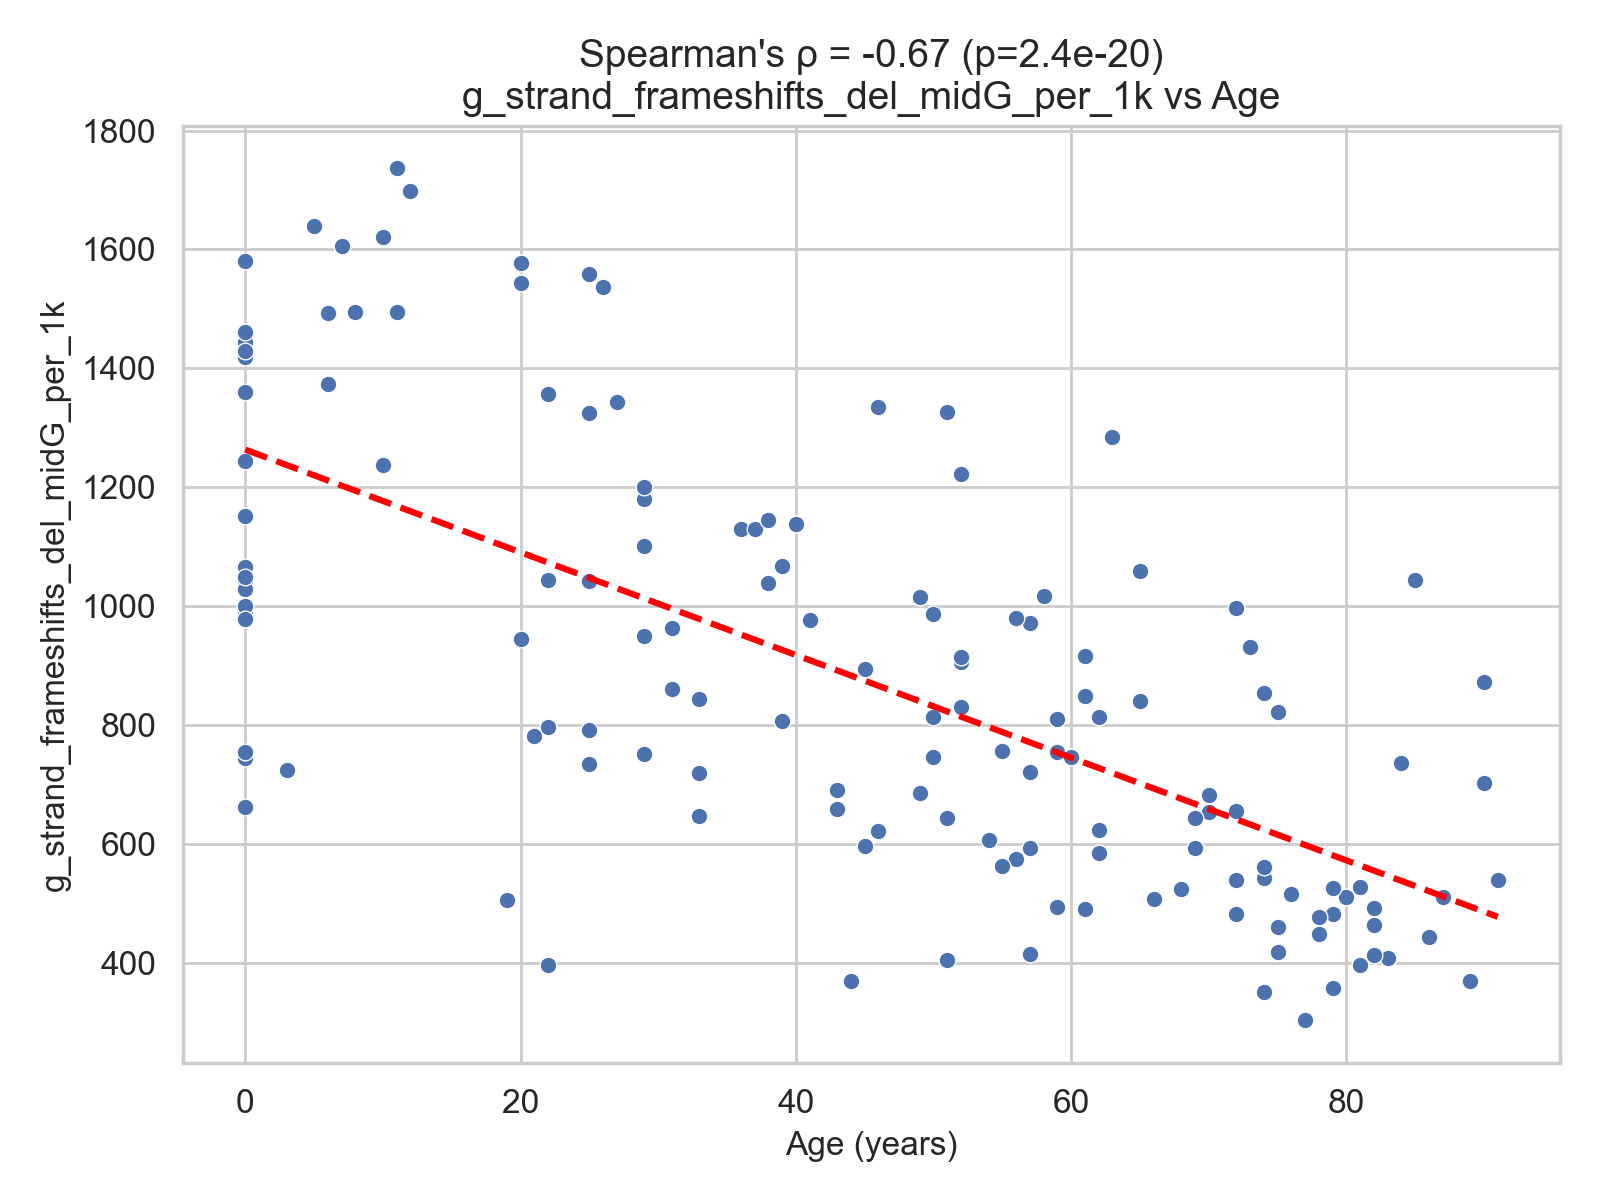 Spearman's ρ = -0.67 (p=2.4e-20)
g_strand_frameshifts_del_midG_per_1k vs Age
g_strand_frameshifts_del_midG_per_1k
1800
1600
1400
1200
1000
800
600
400
0 20 40 60 80
Age (years)